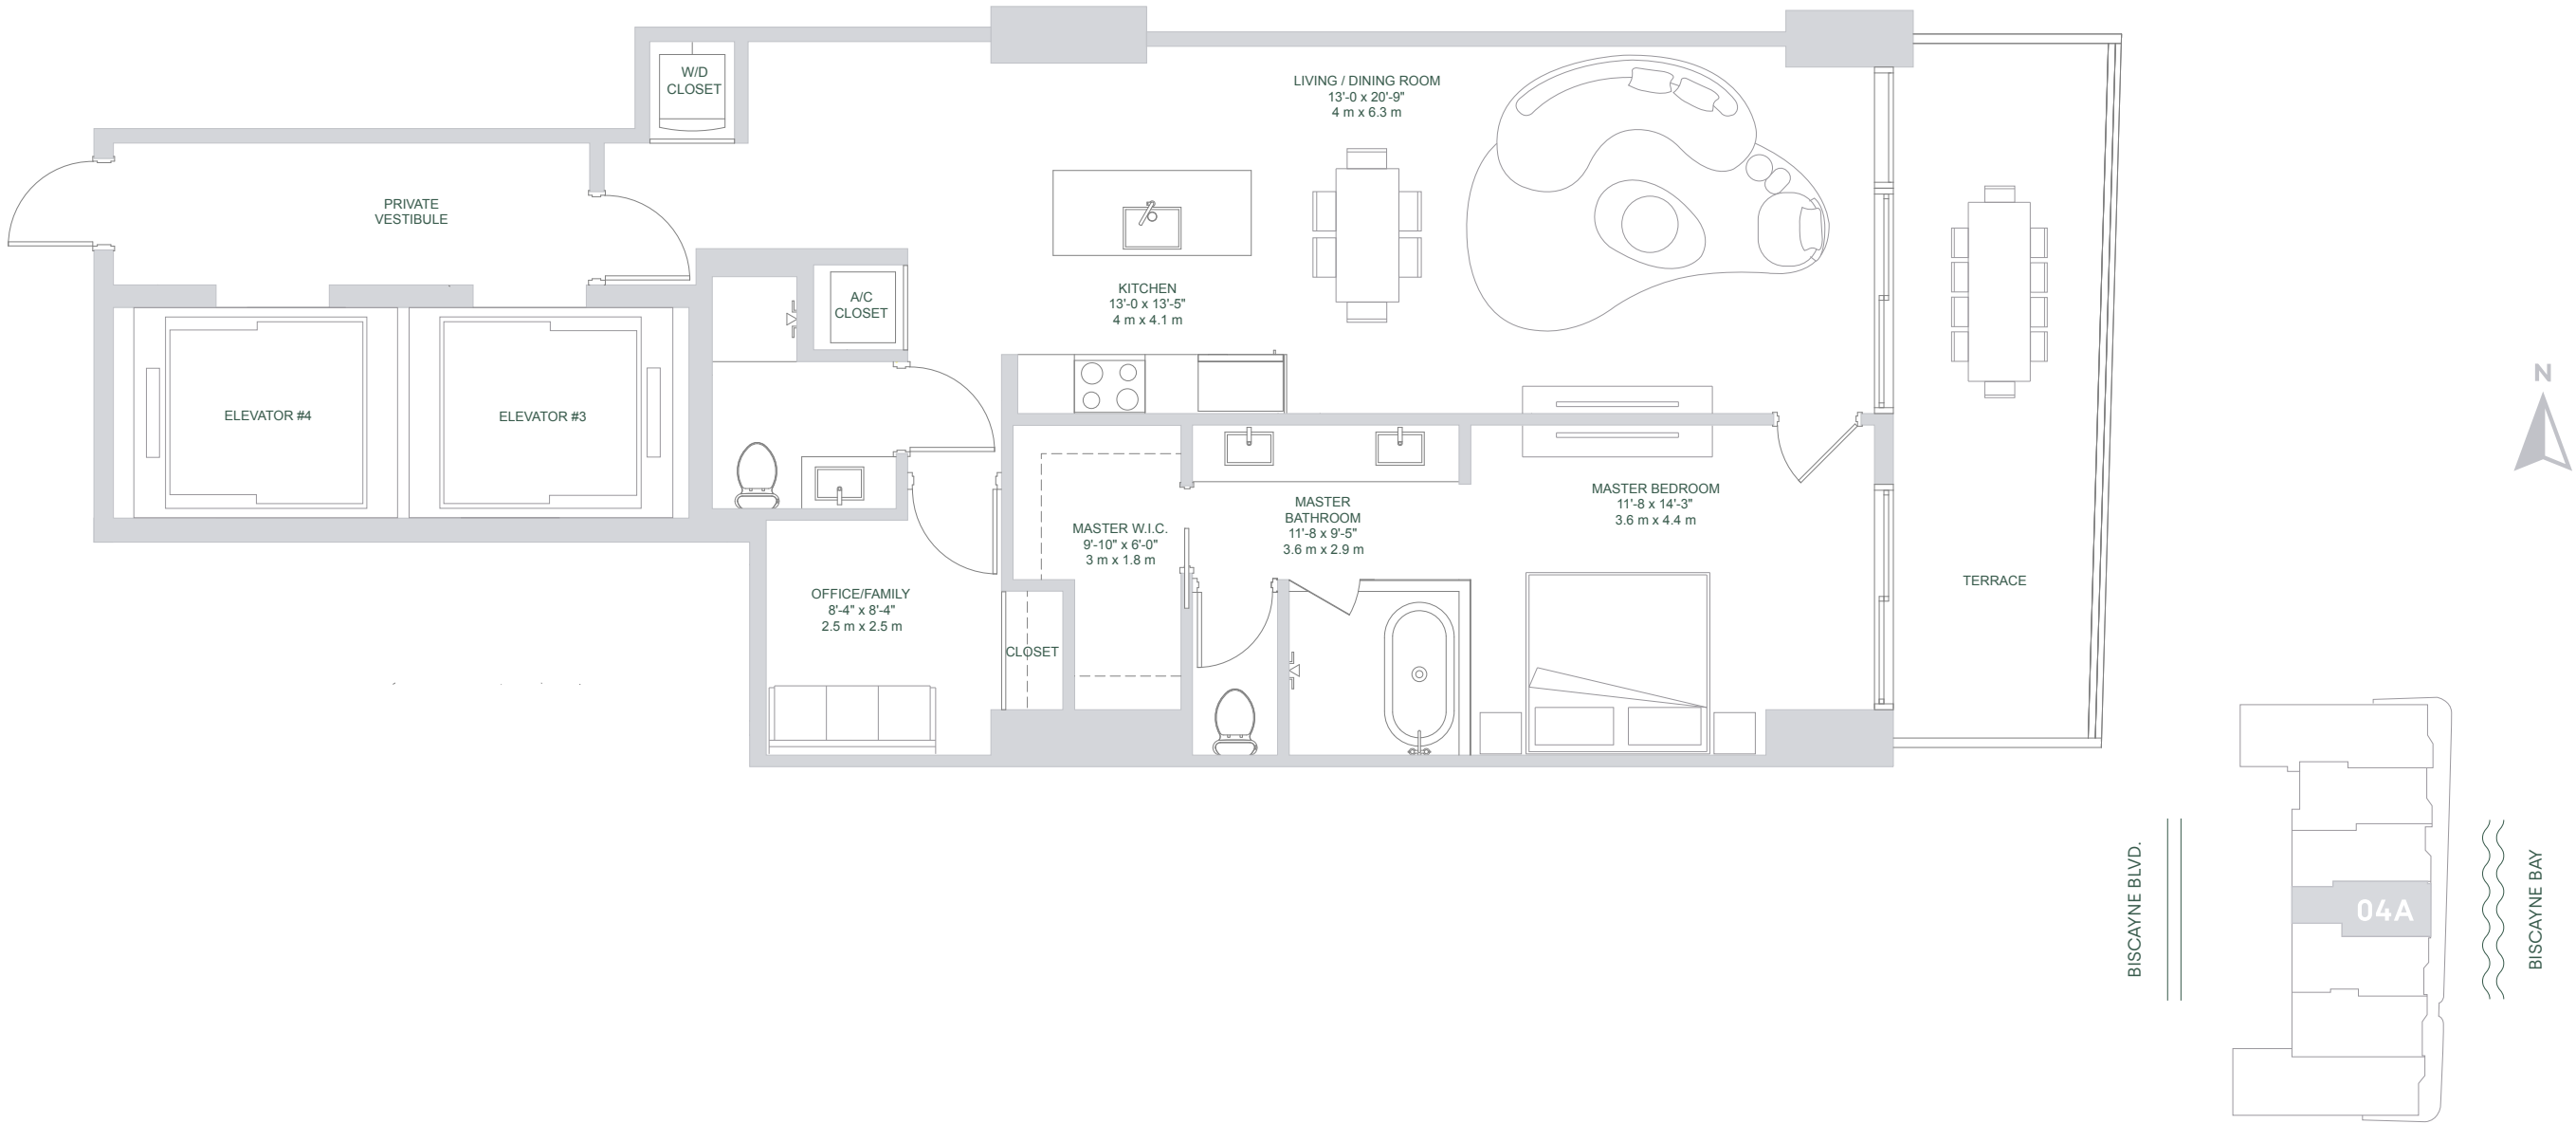 W/D
CLOSET
LIVING / DINING ROOM
13'-0 x 20'-9"
4 m x 6.3 m
PRIVATE
VESTIBULE
A/C
CLOSET
KITCHEN
13'-0 x 13'-5"
4 m x 4.1 m
ELEVATOR #4
ELEVATOR #3
MASTER W.I.C.
9'-10" x 6'-0"
3 m x 1.8 m
MASTER
BATHROOM
11'-8 x 9'-5"
3.6 m x 2.9 m
MASTER BEDROOM
11'-8 x 14'-3"
3.6 m x 4.4 m
OFFICE/FAMILY
8'-4" x 8'-4"
2.5 m x 2.5 m
CLOSET
TERRACE
N
BISCAYNE BLVD.
04A
BISCAYNE BAY